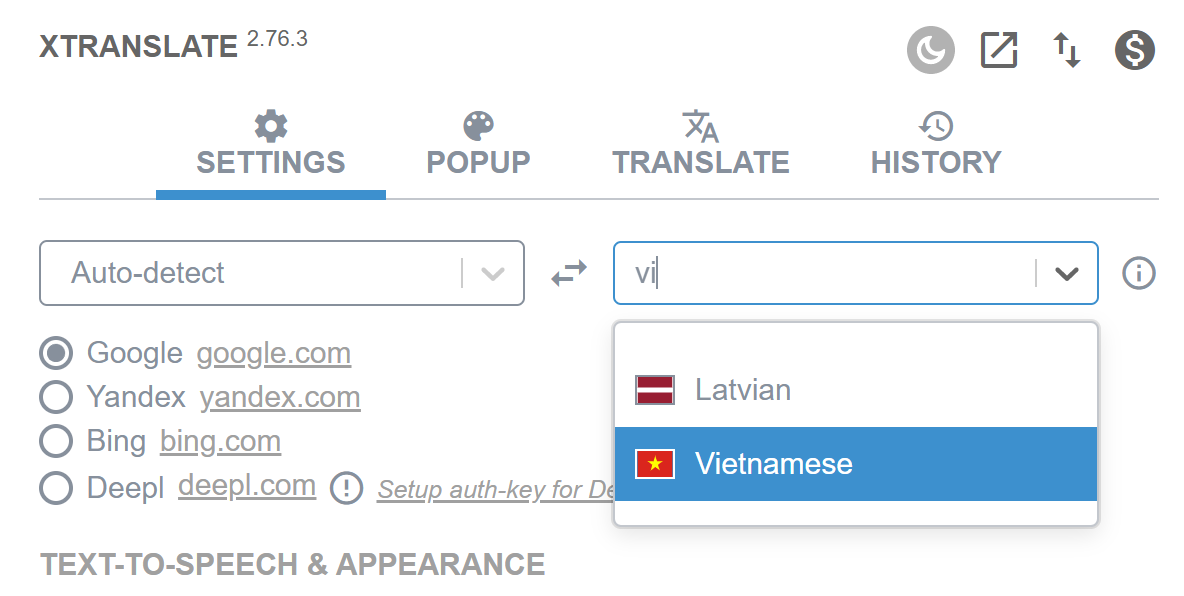 XTRANSLATE 2.76.3
SETTINGS POPUP TRANSLATE HISTORY
Auto-detect vi
Latvian
Vietnamese
Google google.com
Yandex yandex.com
Bing bing.com
Deepl deepl.com Setup auth-key for De
TEXT-TO-SPEECH & APPEARANCE